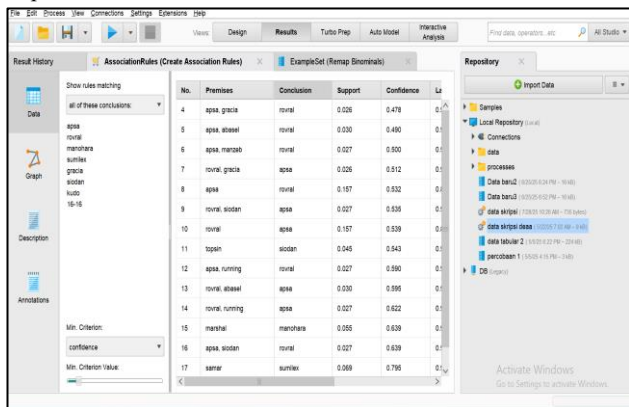 File Edit Process View Connections Settings Extensions Help
Views: Design Results Turbo Prep Auto Model Interactive Analysis Find data, operators...etc All Studio
Result History AssociationRules (Create Association Rules) ExampleSet (Remap Binominals) Repository
Data
Graph
Description
Annotations
Show rules matching
all of these conclusions:
apsa
rovral
manohara
sumilex
gracia
siodan
kudo
16-16
Min. Criterion:
confidence
Min. Criterion Value:
No. Premises Conclusion Support Confidence La
4 apsa, gracia rovral 0.026 0.478
5 apsa, abasel rovral 0.030 0.490
6 apsa, manzeb rovral 0.027 0.500
7 rovral, gracia apsa 0.026 0.512
8 apsa rovral 0.157 0.532
9 rovral, siodan apsa 0.027 0.535
10 rovral apsa 0.157 0.539
11 topsin siodan 0.045 0.543
12 apsa, running rovral 0.027 0.590
13 rovral, abasel apsa 0.030 0.595
14 rovral, running apsa 0.027 0.622
15 marshal manohara 0.055 0.639
16 apsa, siodan rovral 0.027 0.639
17 samar sumilex 0.069 0.795
Import Data
Samples
Local Repository (Local)
Connections
data
processes
Data baru2
Data baru3
data skripsi
data skripsi deaa
data tabular 2
percobaan 1
DB (Legacy)
Activate Windows
Go to Settings to activate Windows.